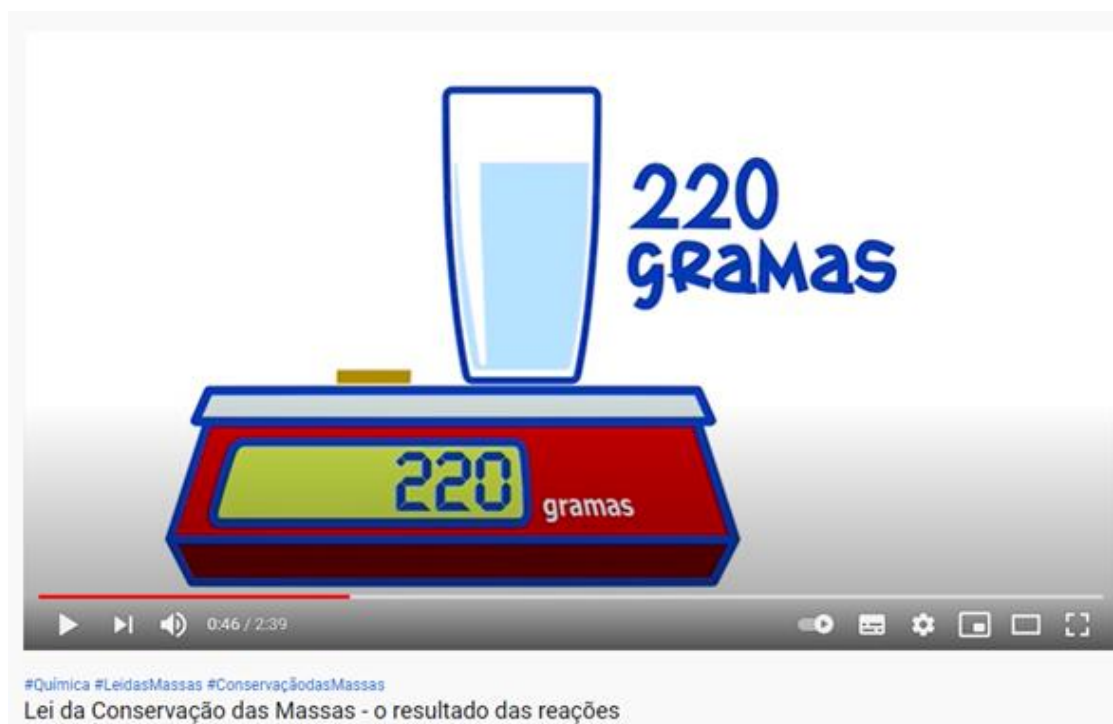 220
gramas
220 gramas
0:46 / 2:39
#Química #LeidasMassas #ConservaçãodasMassas
Lei da Conservação das Massas - o resultado das reações